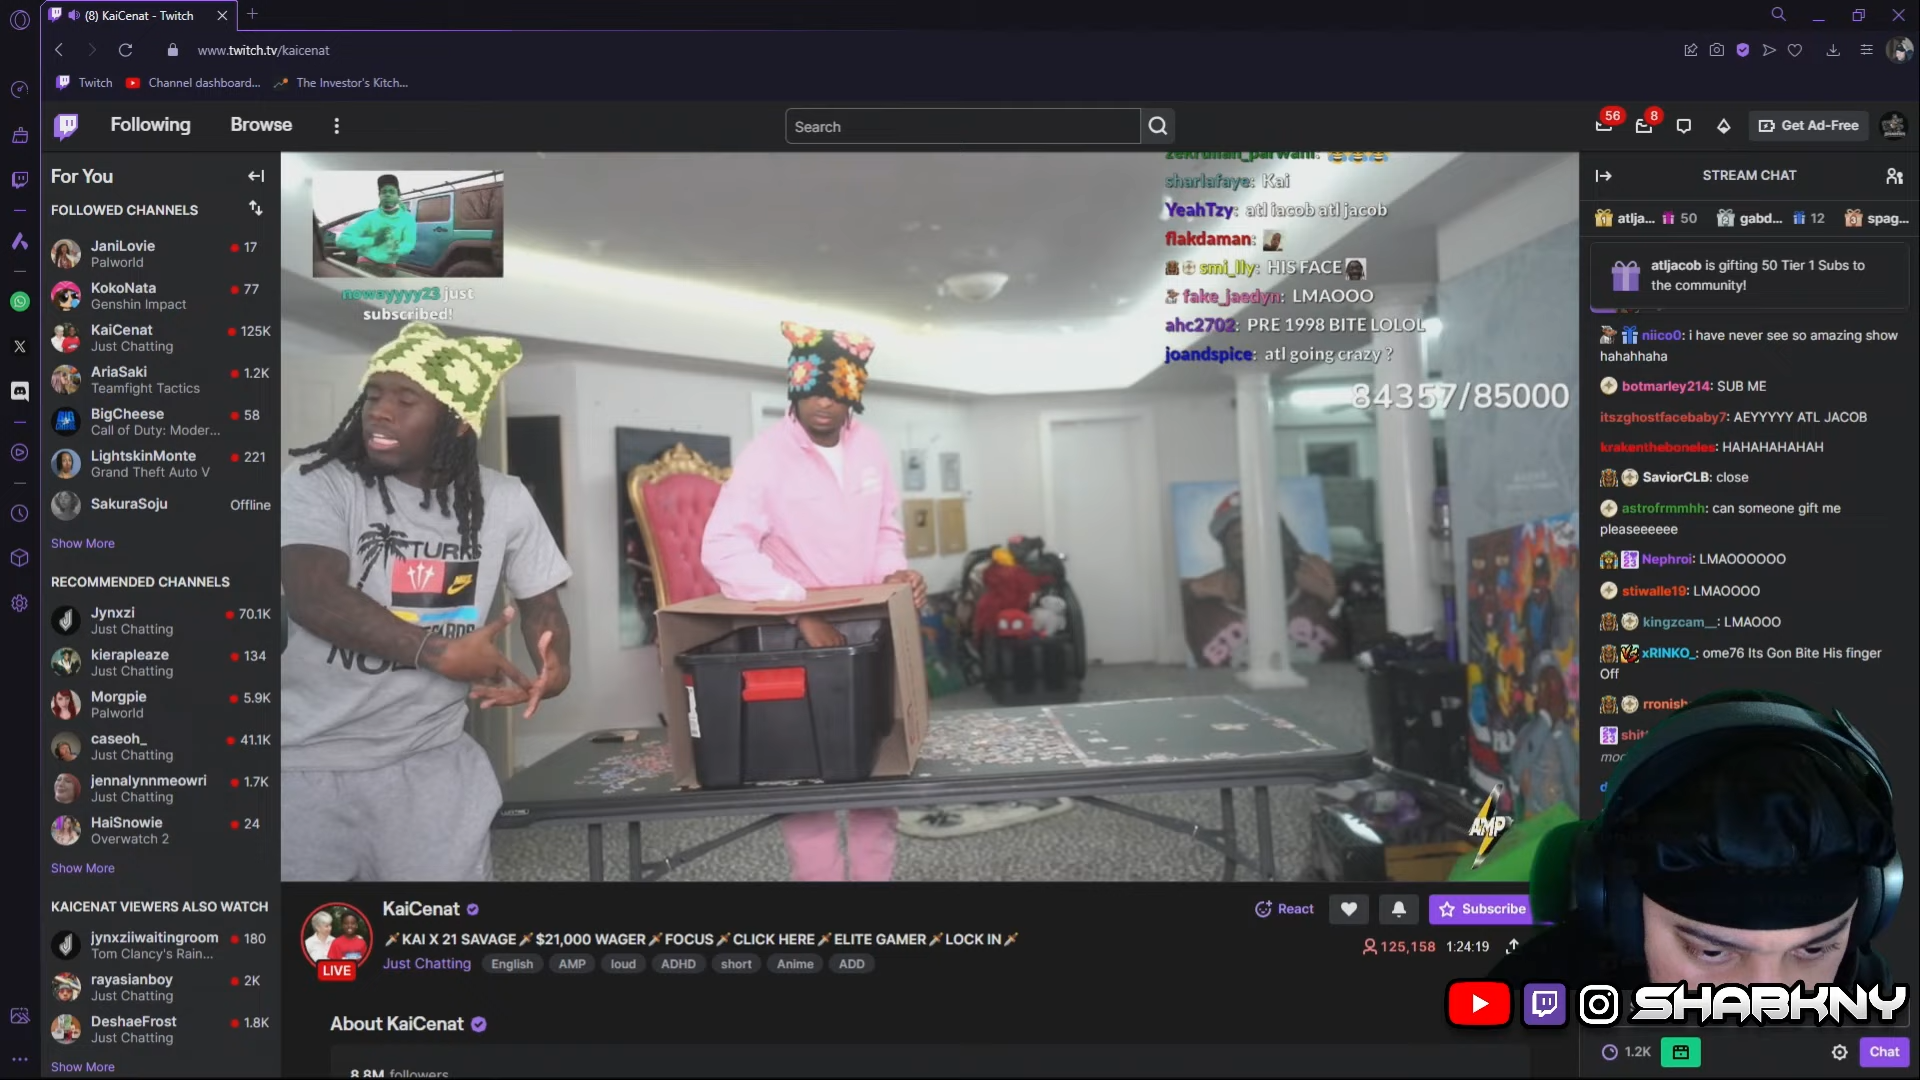 (8) KaiCenat - Twitch
www.twitch.tv/kaicenat
Twitch
Channel dashboard...
The Investor's Kitch...
Following
Browse
Search
56
8
Get Ad-Free
For You
FOLLOWED CHANNELS
JaniLovie
17
Palworld
KokoNata
77
Genshin Impact
KaiCenat
125K
Just Chatting
AriaSaki
1.2K
Teamfight Tactics
BigCheese
58
Call of Duty: Moder...
LightskinMonte
221
Grand Theft Auto V
SakuraSoju
Offline
Show More
RECOMMENDED CHANNELS
Jynxzi
70.1K
Just Chatting
kierapleaze
134
Just Chatting
Morgpie
5.9K
Palworld
caseoh_
41.1K
Just Chatting
jennalynnmeowri
1.7K
Just Chatting
HaiSnowie
24
Overwatch 2
Show More
KAICENAT VIEWERS ALSO WATCH
jynxziiwaitingroom
180
Tom Clancy's Rain...
rayasianboy
2K
Just Chatting
DeshaeFrost
1.8K
Just Chatting
Show More
nowayyyy23 just
subscribed!
sharlafaye: Kai
YeahTzy: atl jacob atl jacob
flakdaman:
smi_lly: HIS FACE
fake_jaedyn: LMAOOO
ahc2702: PRE 1998 BITE LOLOL
joandspice: atl going crazy ?
84357/85000
AMP
KaiCenat
KAI X 21 SAVAGE $21,000 WAGER FOCUS CLICK HERE ELITE GAMER LOCK IN
Just Chatting
English
AMP
loud
ADHD
short
Anime
ADD
React
Subscribe
125,158
1:24:19
LIVE
About KaiCenat
8.8M followers
STREAM CHAT
atlja... 50
gabd... 12
spag...
atljacob is gifting 50 Tier 1 Subs to
the community!
niico0: i have never see so amazing show
hahahhaha
botmarley214: SUB ME
itszghostfacebaby7: AEYYYYY ATL JACOB
krakentheboneles: HAHAHAHAHAH
SaviorCLB: close
astrofrmmhh: can someone gift me
pleaseeeeee
Nephroi: LMAOOOOOO
stiwalle19: LMAOOOO
kingzcam__: LMAOOO
xRINKO_: ome76 Its Gon Bite His finger
Off
SHABKNY
1.2K
Chat